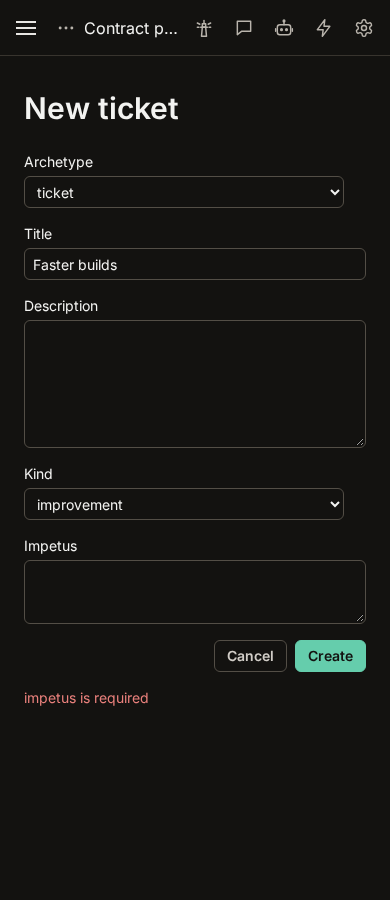 Contract p...
New ticket
Archetype
ticket
Title
Faster builds
Description
Kind
improvement
Impetus
Cancel
Create
impetus is required